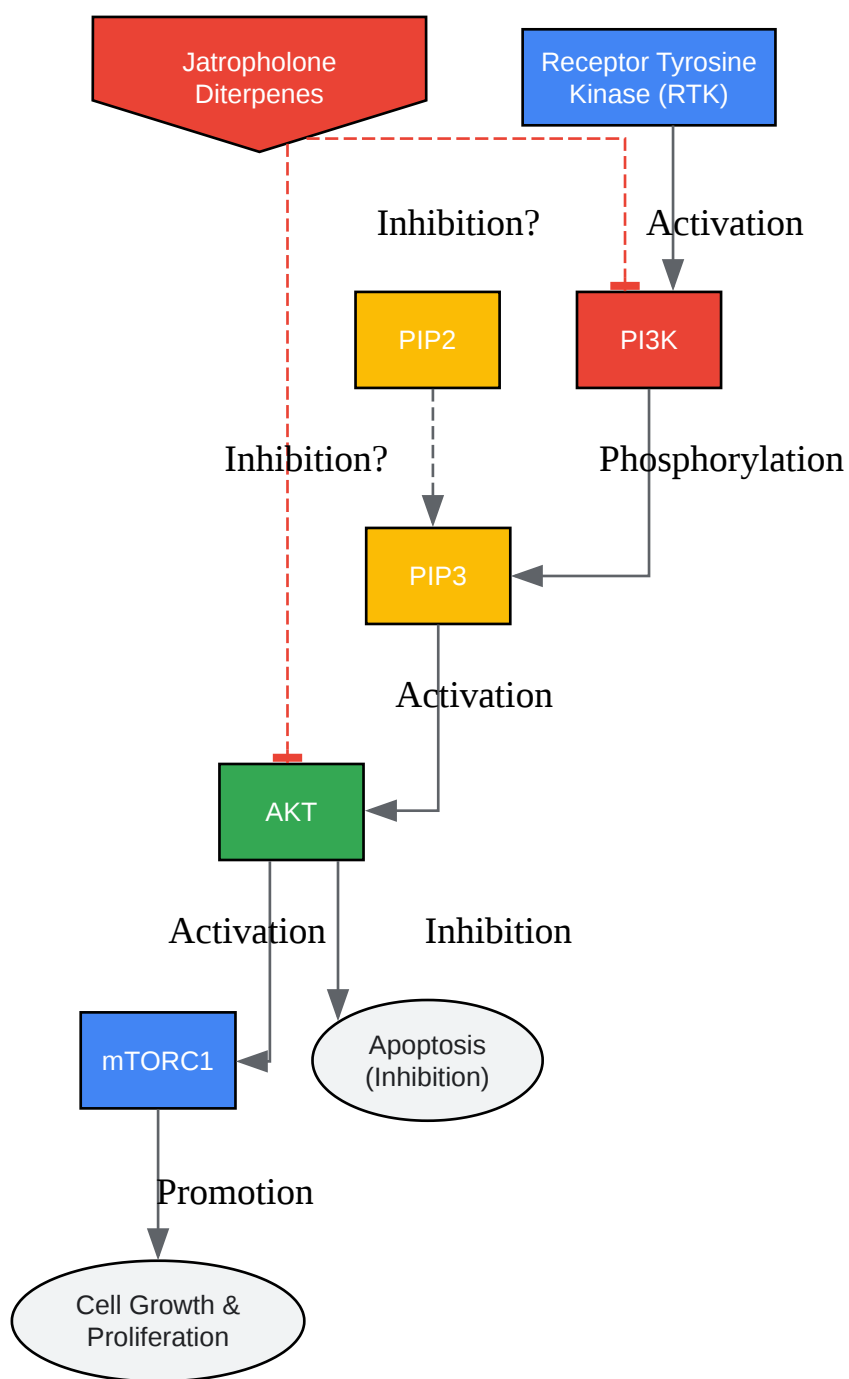 Jatropholone
Diterpenes
Receptor Tyrosine
Kinase (RTK)
Inhibition?
Activation
PIP2
PI3K
Inhibition?
Phosphorylation
PIP3
Activation
AKT
Activation
Inhibition
mTORC1
Apoptosis
(Inhibition)
Promotion
Cell Growth &
Proliferation